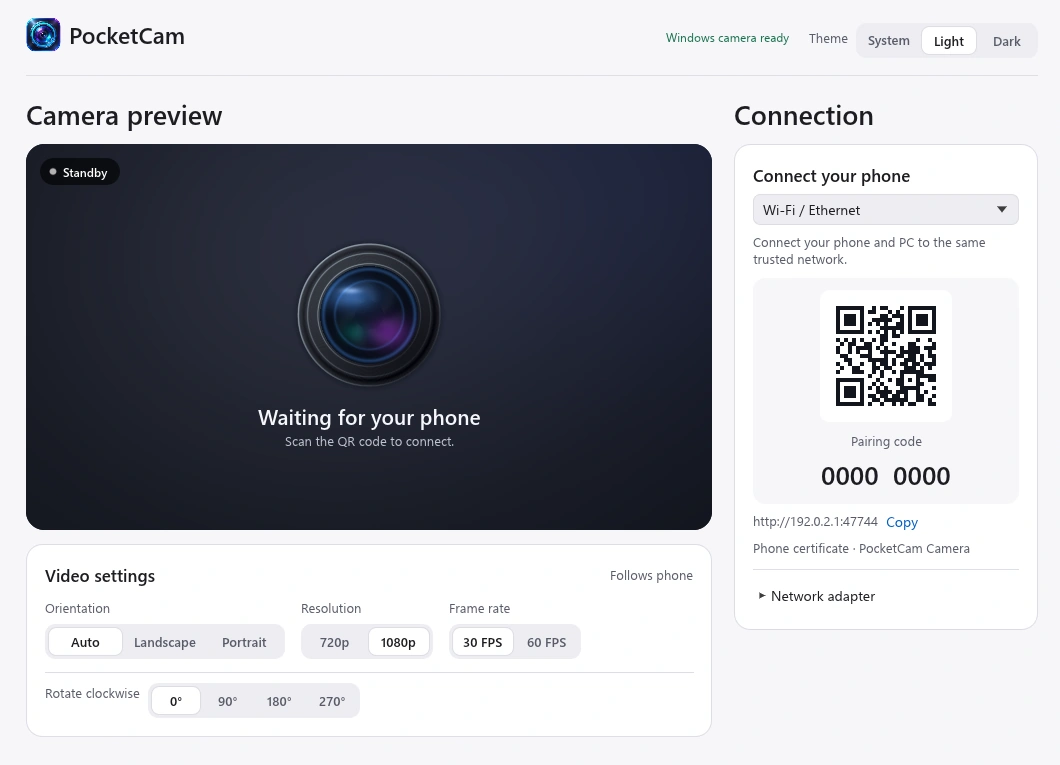 PocketCam
Windows camera ready
Theme
System
Light
Dark
Camera preview
Standby
Waiting for your phone
Scan the QR code to connect.
Video settings
Follows phone
Orientation
Auto
Landscape
Portrait
Resolution
720p
1080p
Frame rate
30 FPS
60 FPS
Rotate clockwise
0°
90°
180°
270°
Connection
Connect your phone
Wi-Fi / Ethernet
Connect your phone and PC to the same
trusted network.
Pairing code
0000 0000
http://192.0.2.1:47744 Copy
Phone certificate · PocketCam Camera
Network adapter